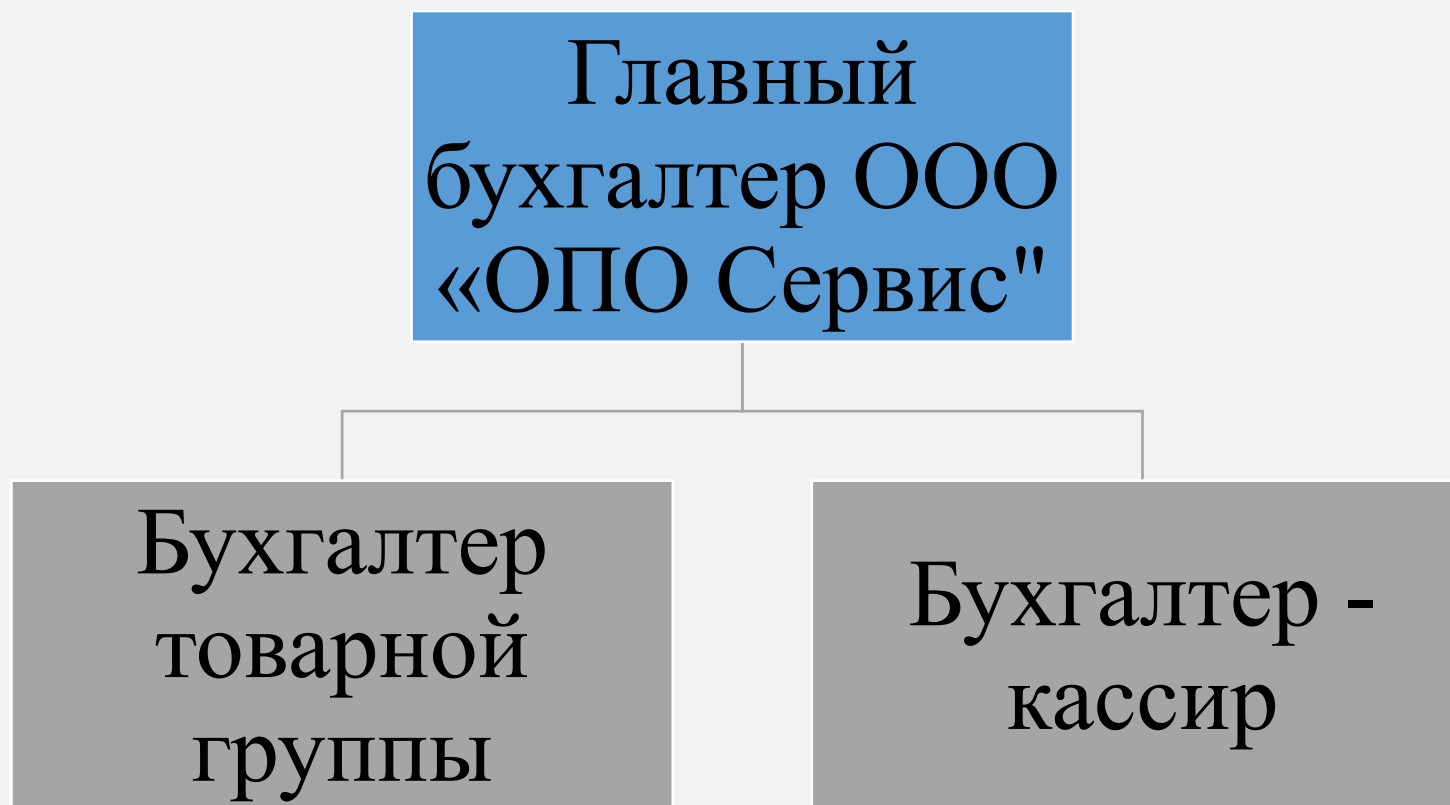 Главный
бухгалтер ООО
«ОПО Сервис"
Бухгалтер
товарной
группы
Бухгалтер -
кассир